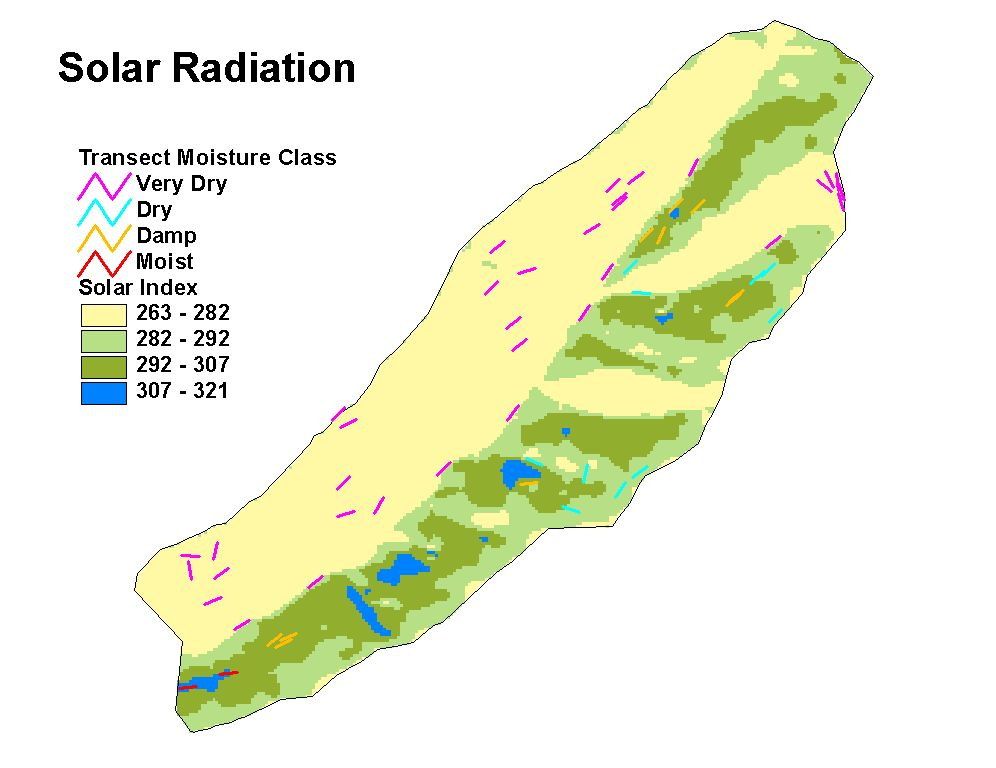 Solar Radiation
Transect Moisture Class
Very Dry
Dry
Damp
Moist
Solar Index
263 - 282
282 - 292
292 - 307
307 - 321